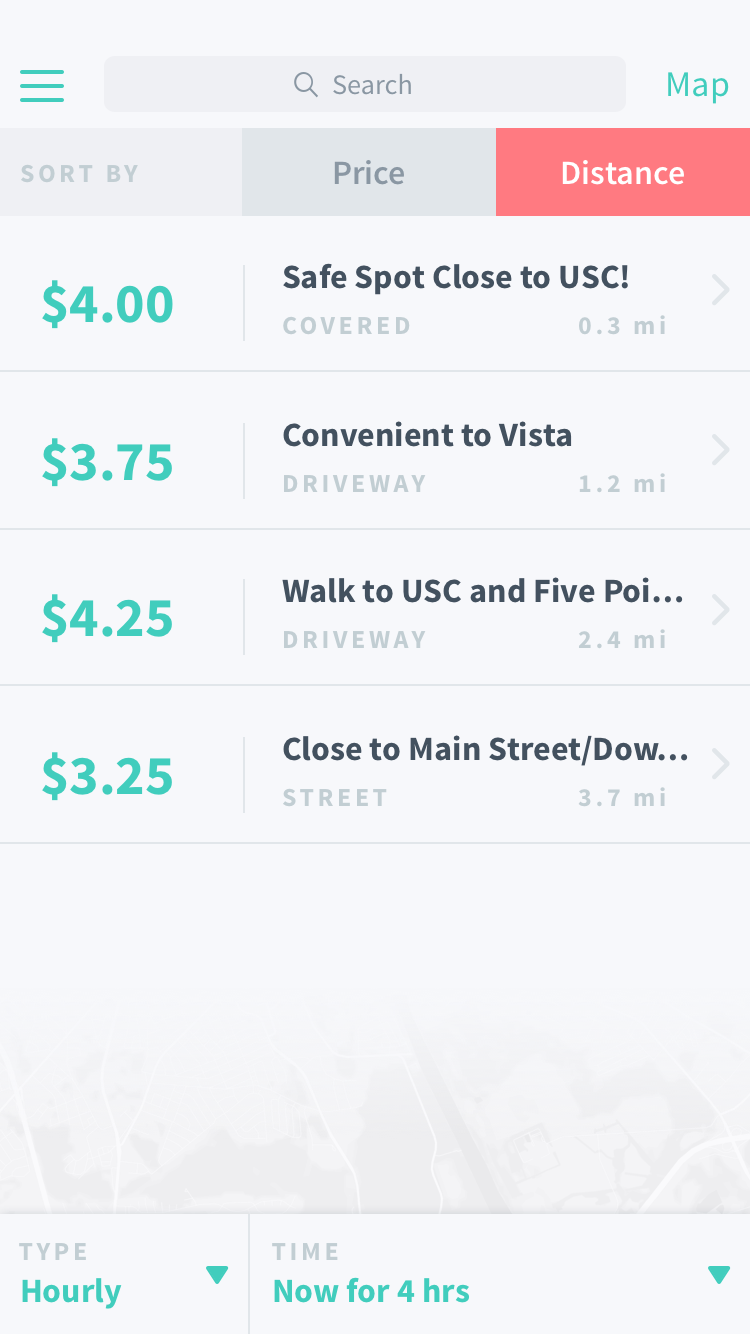 Search
Map
SORT BY
Price
Distance
$4.00
Safe Spot Close to USC!
COVERED
0.3 mi
$3.75
Convenient to Vista
DRIVEWAY
1.2 mi
$4.25
Walk to USC and Five Poi...
DRIVEWAY
2.4 mi
$3.25
Close to Main Street/Dow...
STREET
3.7 mi
TYPE
Hourly
TIME
Now for 4 hrs